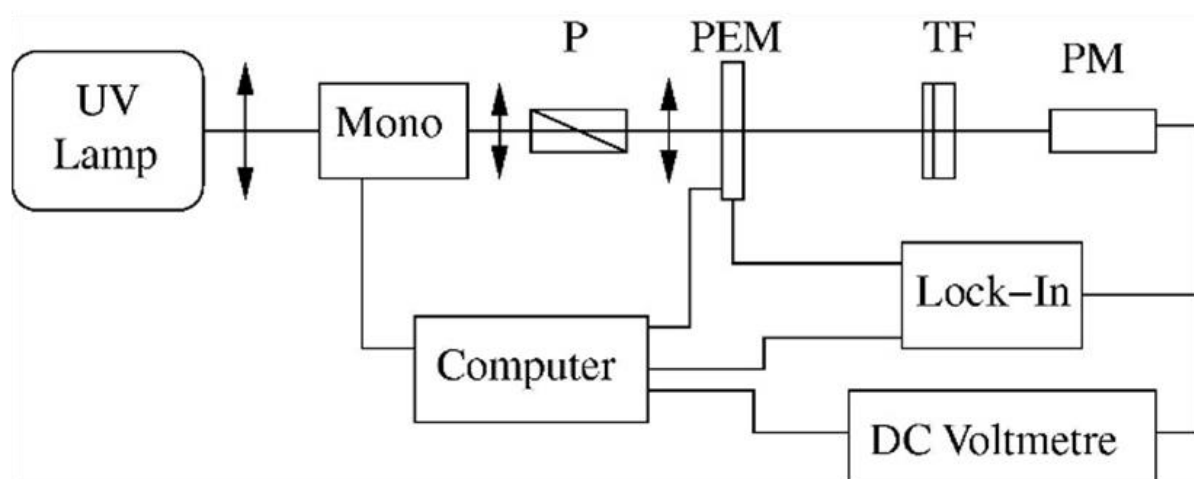 P
PEM
TF
PM
UV
Lamp
Mono
Lock-In
Computer
DC Voltmetre